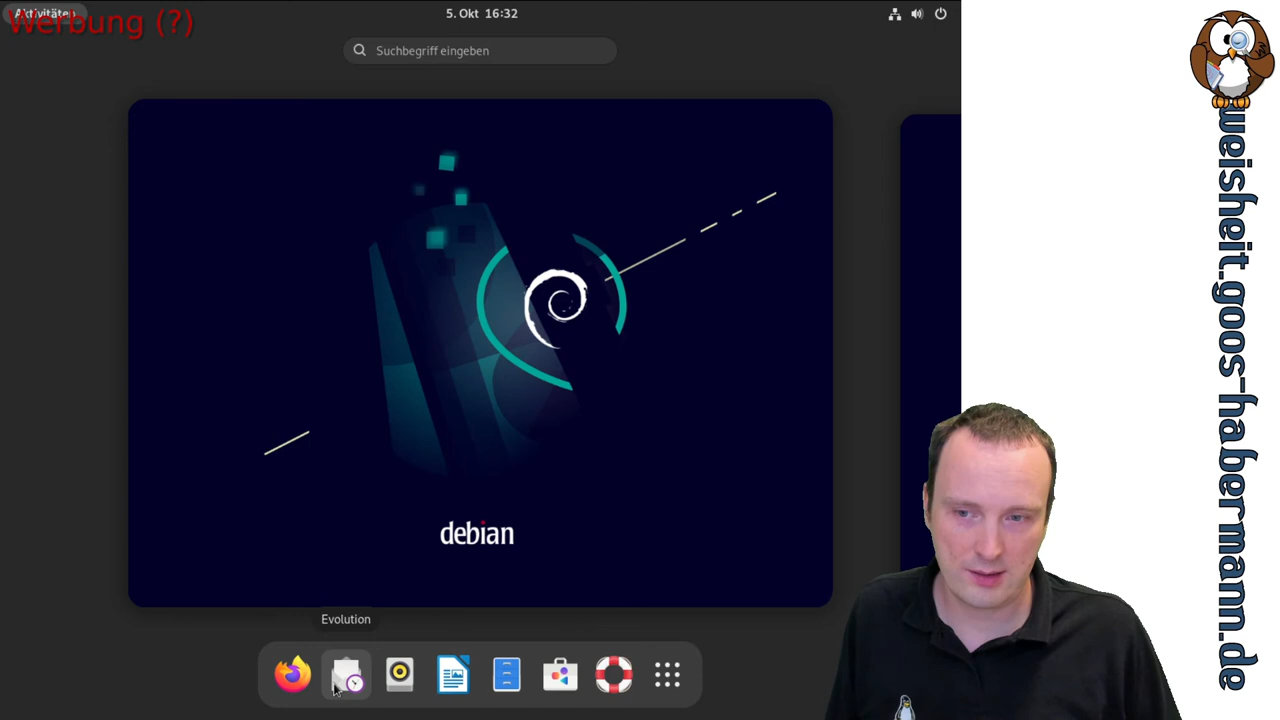 Aktivitäten
Werbung (?)
5. Okt 16:32
Suchbegriff eingeben
debian
Evolution
weisheit.goos-habermann.de